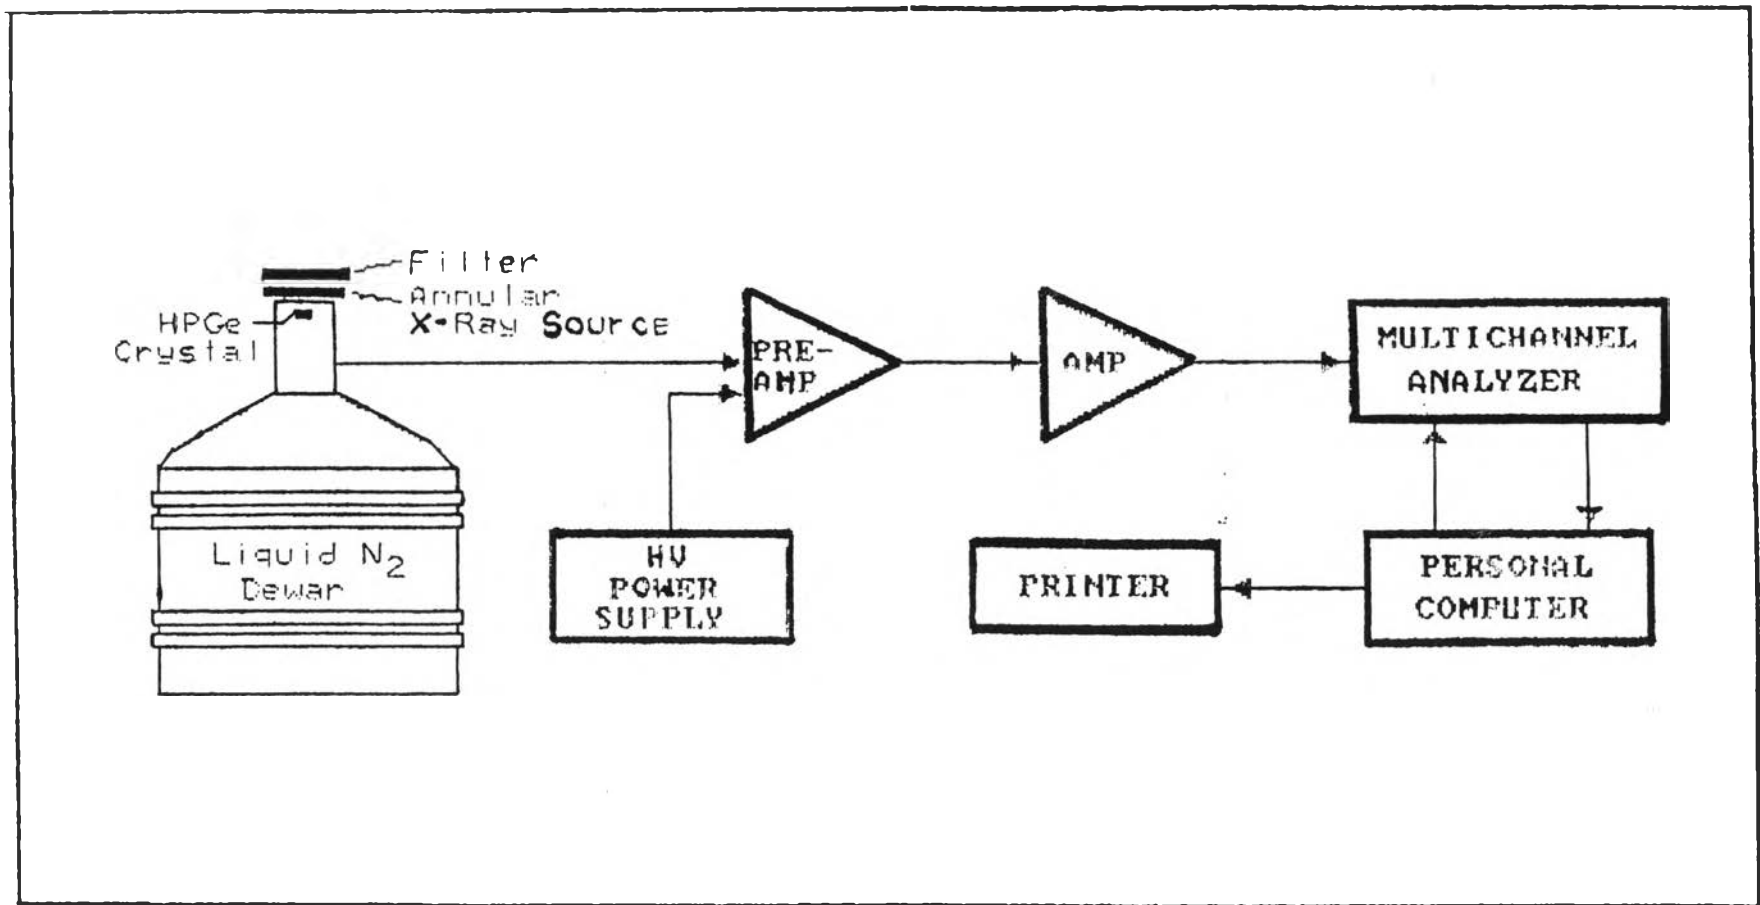 Filter
Annular
X-Ray Source
HPGe
Crystal
Liquid N2
Dewar
PRE-
AMP
AMP
MULTICHANNEL
ANALYZER
HV
POWER
SUPPLY
PRINTER
PERSONAL
COMPUTER